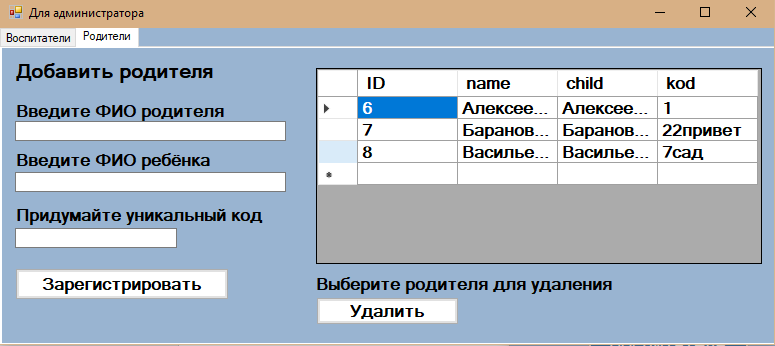 Для администратора
Воспитатели Родители
Добавить родителя
Введите ФИО родителя
Введите ФИО ребёнка
Придумайте уникальный код
Зарегистрировать
ID name child kod
6 Алексее... Алексее... 1
7 Баранов... Баранов... 22привет
8 Василье... Василье... 7сад
Выберите родителя для удаления
Удалить